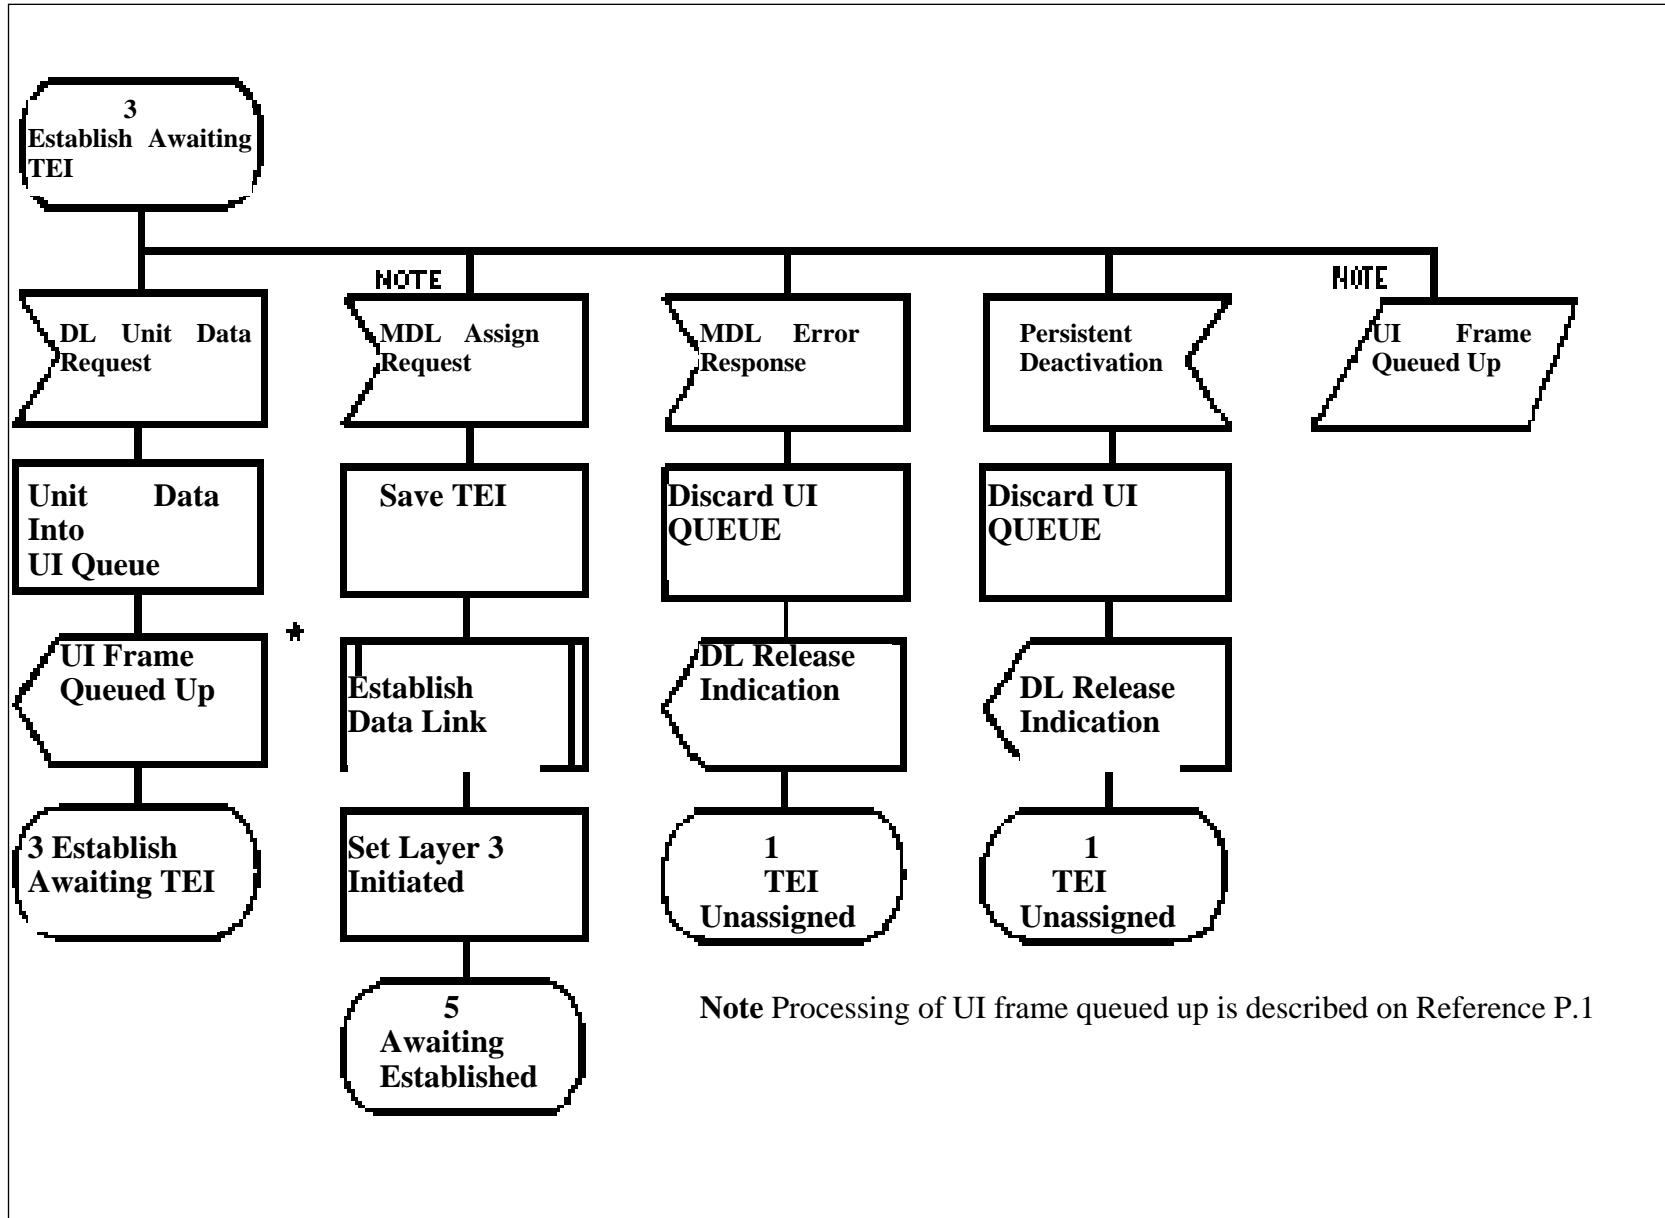 3
Establish Awaiting
TEI
NOTE
NOTE
DL Unit Data
Request
MDL Assign
Request
MDL Error
Response
Persistent
Deactivation
UI Frame
Queued Up
Unit Data
Into
UI Queue
Save TEI
Discard UI
QUEUE
Discard UI
QUEUE
*
UI Frame
Queued Up
Establish
Data Link
DL Release
Indication
DL Release
Indication
3 Establish
Awaiting TEI
Set Layer 3
Initiated
1
TEI
Unassigned
1
TEI
Unassigned
5
Awaiting
Established
Note Processing of UI frame queued up is described on Reference P.1